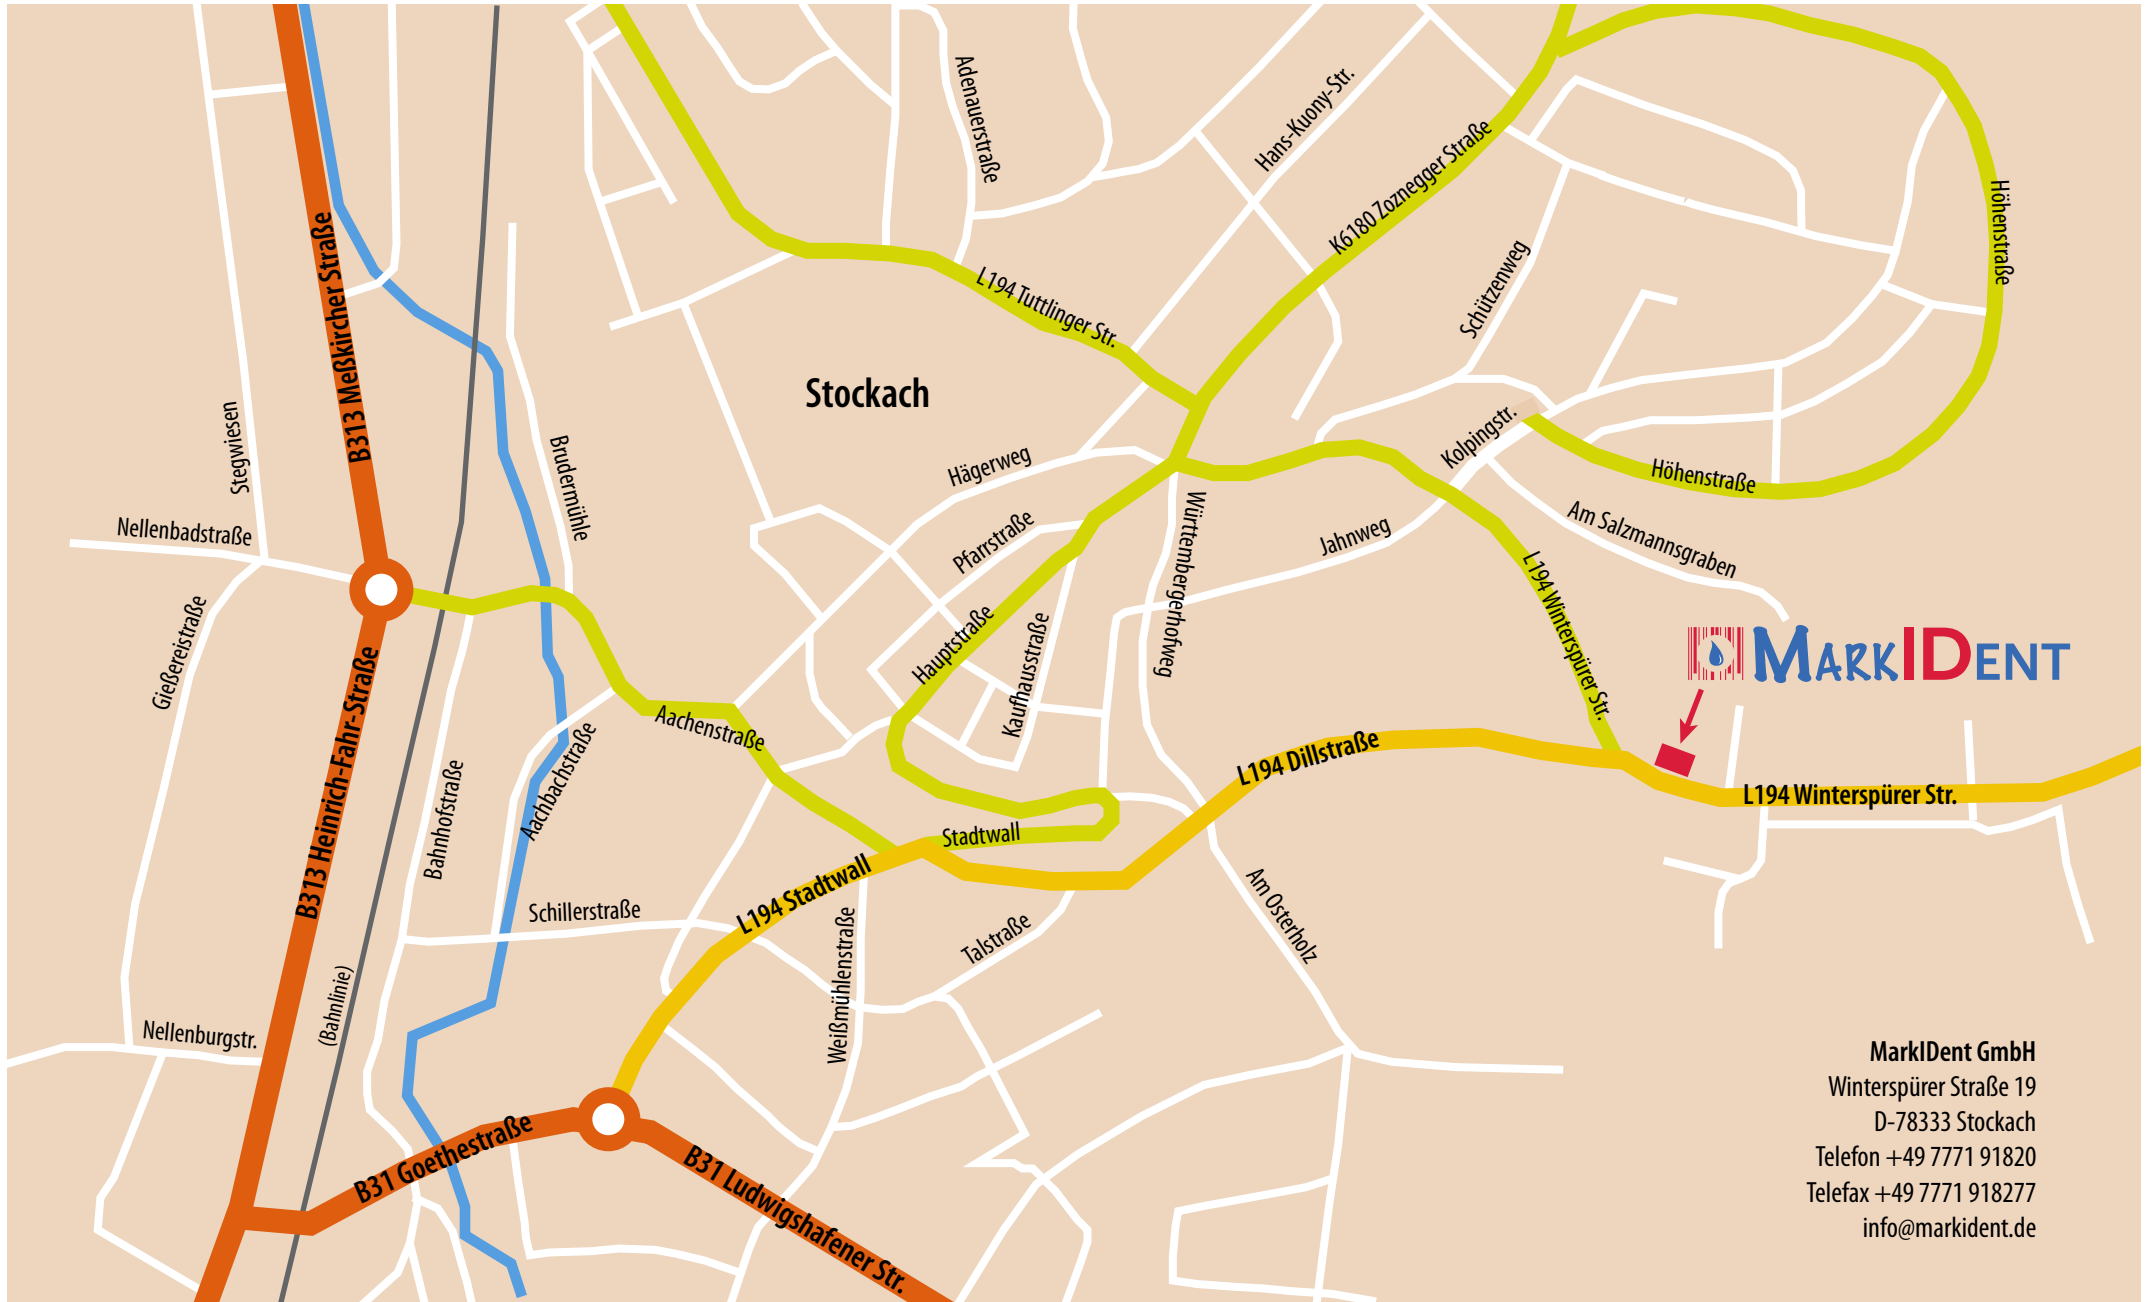 Adenauerstraße
Hans-Kuony-Str.
K6180 Zoznegger Straße
Höhenstraße
B313 Meßkircher Straße
L194 Tuttlinger Str.
Schützenweg
Stockach
Stegwiesen
Brudermühle
Hägerweg
Kolpingstr.
Höhenstraße
Nellenbadstraße
Pfarrstraße
Württembergerhofweg
Jahnweg
Am Salzmannsgraben
L194 Winterspürer Str.
Gießereistraße
Hauptstraße
Kaufhausstraße
MARKIDENT
B313 Heinrich-Fahr-Straße
Aachenstraße
Bahnhofstraße
Aachbachstraße
L194 Dillstraße
L194 Winterspürer Str.
Stadtwall
L194 Stadtwall
Schillerstraße
Weißmühlenstraße
Talstraße
Am Osterholz
(Bahnlinie)
Nellenburgstr.
B31 Goethestraße
B31 Ludwigshafener Str.
MarkIDent GmbH
Winterspürer Straße 19
D-78333 Stockach
Telefon +49 7771 91820
Telefax +49 7771 918277
info@markident.de